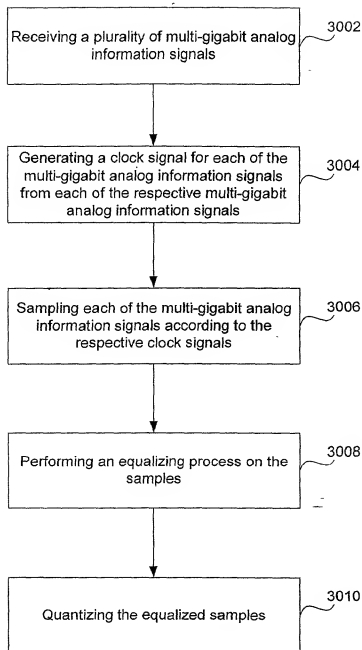 Receiving a plurality of multi-gigabit analog
information signals
3002
Generating a clock signal for each of the
multi-gigabit analog information signals
from each of the respective multi-gigabit
analog information signals
3004
Sampling each of the multi-gigabit analog
information signals according to the
respective clock signals
3006
Performing an equalizing process on the
samples
3008
Quantizing the equalized samples
3010